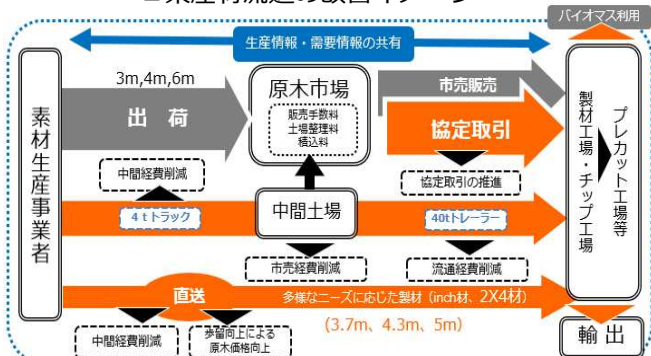 バイオマス利用
生産情報・需要情報の共有
素材生産事業者
3m,4m,6m
出荷
原木市場
販売手数料
土場整理料
積込料
市売販売
協定取引
製材工場・チップ工場
プレカット工場等
中間経費削減
協定取引の推進
4tトラック
中間土場
40tトレーラー
市売経費削減
流通経費削減
直送
多様なニーズに応じた製材(inch材、2X4材)
(3.7m、4.3m、5m)
中間経費削減
歩留向上による
原木価格向上
輸出